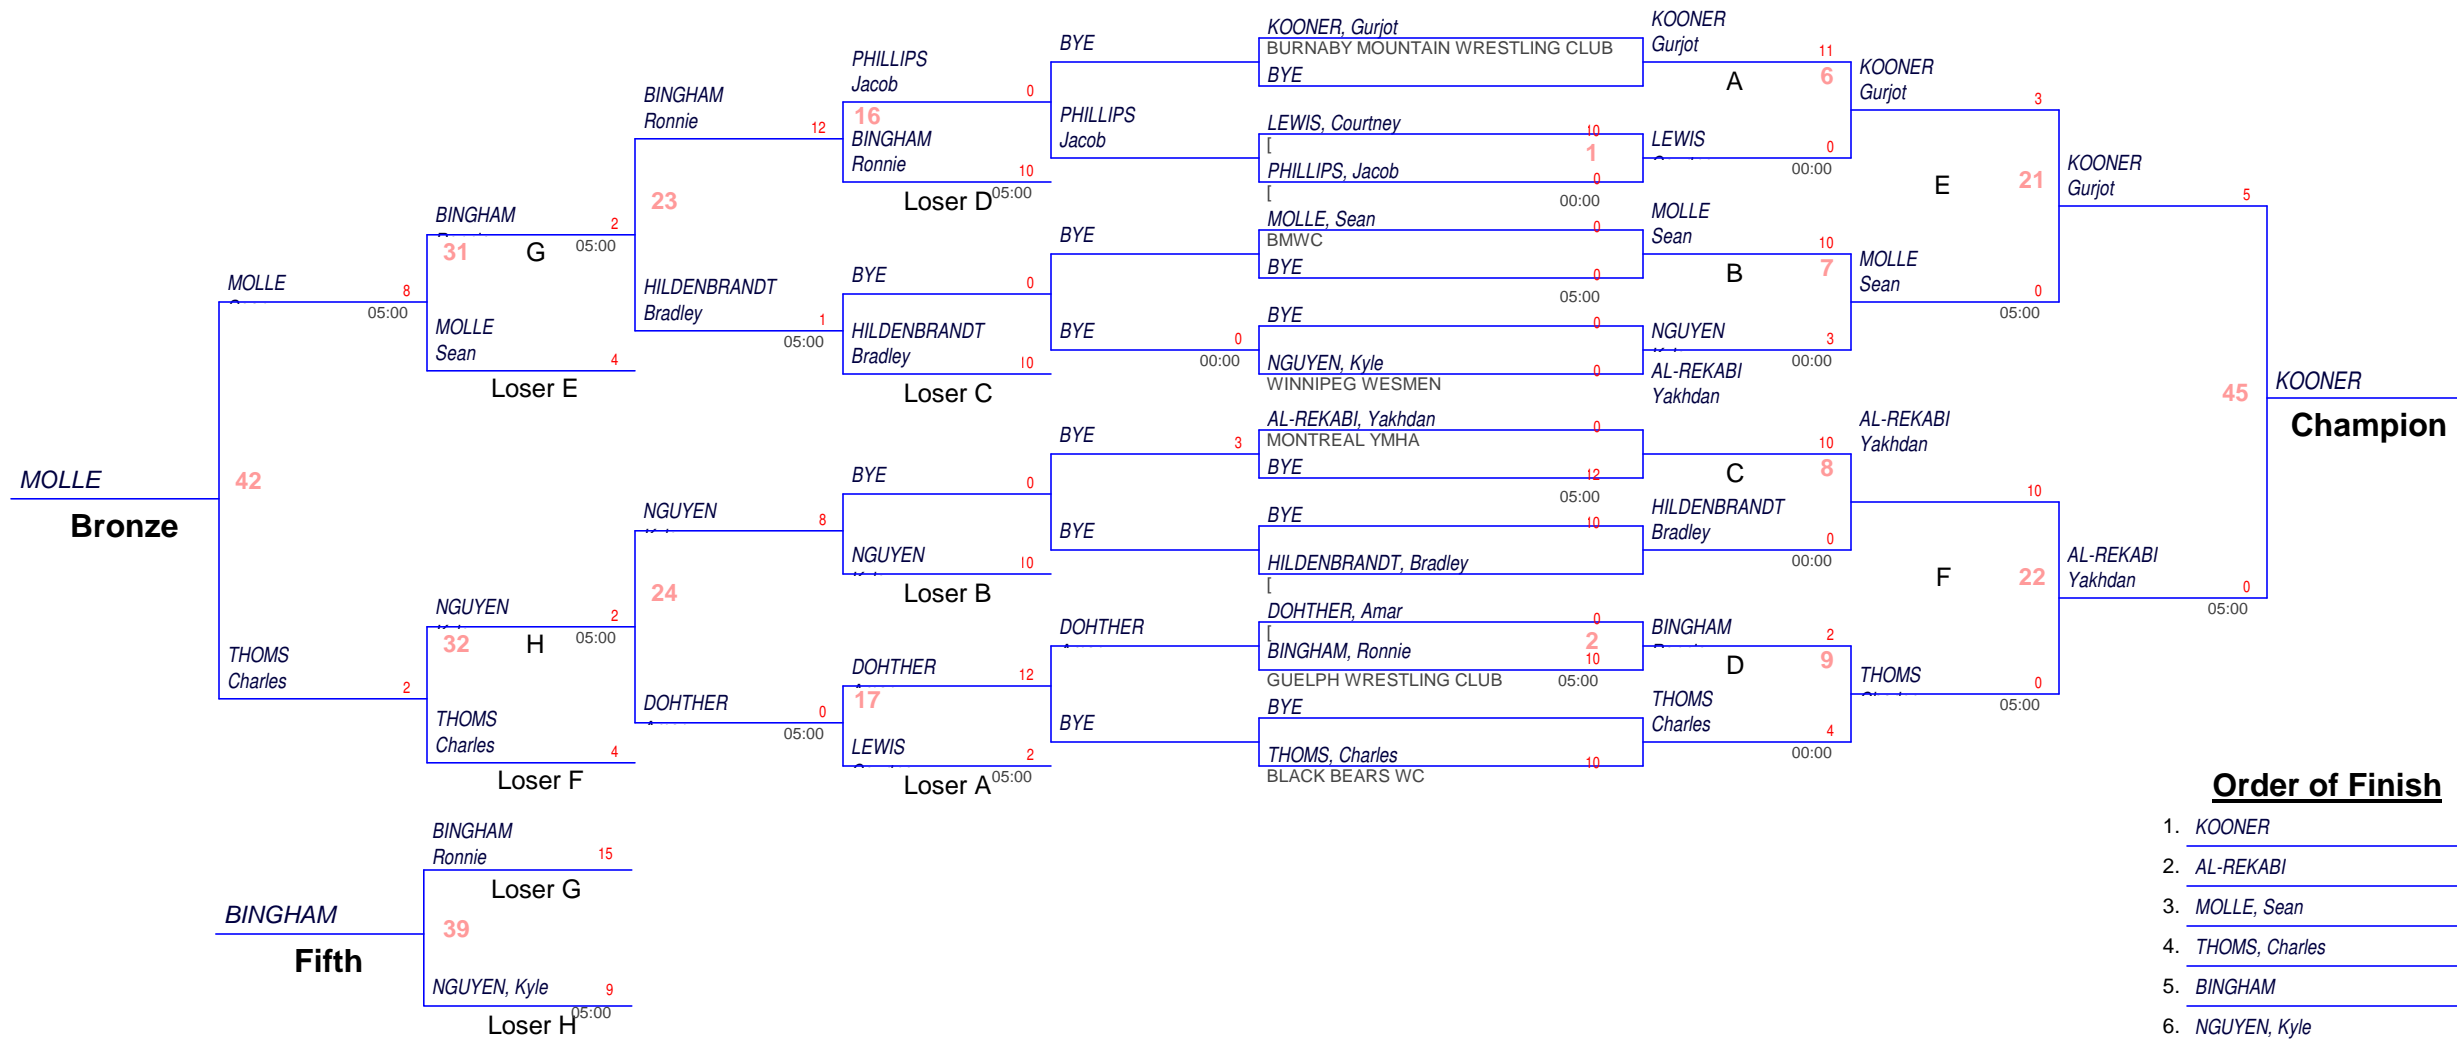 KOONER, Gurjot
BURNABY MOUNTAIN WRESTLING CLUB
BYE
LEWIS, Courtney
10
[
1
PHILLIPS, Jacob
0
[
00:00
MOLLE, Sean
0
BMWC
BYE
0
05:00
BYE
0
NGUYEN, Kyle
0
WINNIPEG WESMEN
AL-REKABI, Yakhdan
0
MONTREAL YMHA
BYE
12
05:00
BYE
10
HILDENBRANDT, Bradley
[
DOHTHER, Amar
0
[
2
BINGHAM, Ronnie
10
GUELPH WRESTLING CLUB
05:00
BYE
THOMS, Charles
10
BLACK BEARS WC
KOONER
Gurjot
11
A
6
LEWIS
0
00:00
MOLLE
Sean
10
B
7
NGUYEN
3
00:00
AL-REKABI
Yakhdan
10
C
8
HILDENBRANDT
Bradley
0
00:00
BINGHAM
2
D
9
THOMS
Charles
4
00:00
KOONER
Gurjot
3
E
21
MOLLE
Sean
0
05:00
AL-REKABI
Yakhdan
10
F
22
THOMS
0
05:00
KOONER
Gurjot
5
45
AL-REKABI
Yakhdan
0
05:00
KOONER
Champion
BYE
PHILLIPS
Jacob
BYE
BYE
0
00:00
BYE
3
BYE
DOHTHER
BYE
PHILLIPS
Jacob
0
16
BINGHAM
Ronnie
10
Loser D
05:00
BYE
0
HILDENBRANDT
Bradley
10
Loser C
BYE
0
NGUYEN
10
Loser B
DOHTHER
12
17
LEWIS
2
Loser A
05:00
BINGHAM
Ronnie
12
23
HILDENBRANDT
Bradley
1
05:00
NGUYEN
8
24
DOHTHER
0
05:00
BINGHAM
2
31
G
05:00
MOLLE
Sean
4
Loser E
NGUYEN
2
32
H
05:00
THOMS
Charles
4
Loser F
MOLLE
8
05:00
42
THOMS
Charles
2
MOLLE
Bronze
BINGHAM
Ronnie
15
Loser G
39
NGUYEN, Kyle
9
05:00
Loser H
BINGHAM
Fifth
Order of Finish
1. KOONER
2. AL-REKABI
3. MOLLE, Sean
4. THOMS, Charles
5. BINGHAM
6. NGUYEN, Kyle